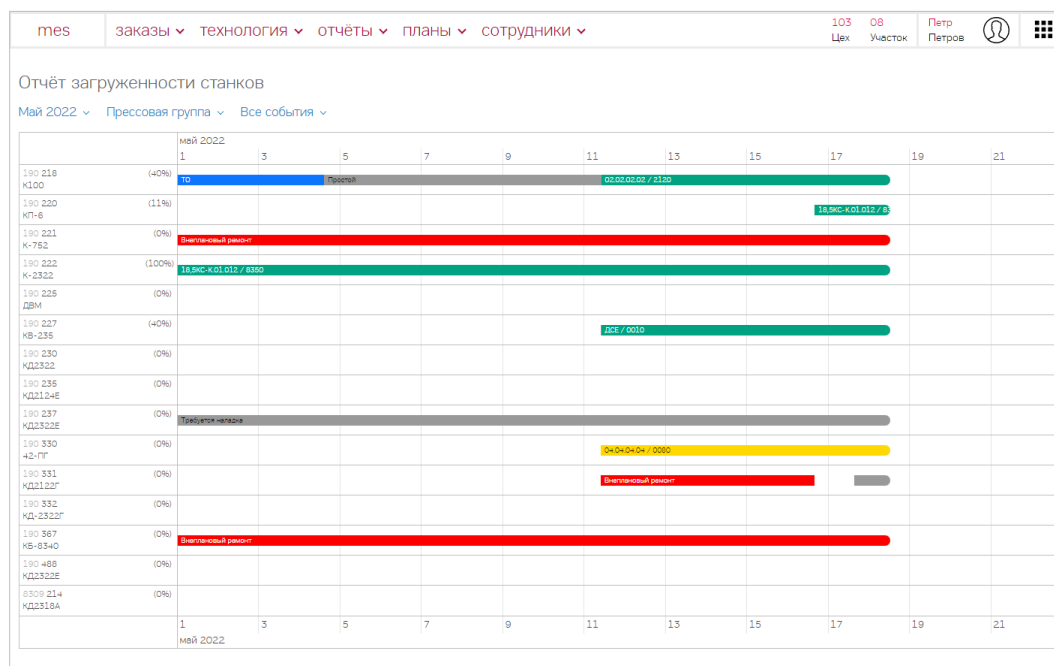 mes заказы технология отчёты планы сотрудники 103 08 Петр
Цех Участок Петров
Отчёт загруженности станков
Май 2022 Прессовая группа Все события
май 2022
1 3 5 7 9 11 13 15 17 19 21
190 218 (40%) ТО Простой 02.02.02.02 / 2120
К100
190 220 (11%) 18,5КС-К.01.012 / 83
КП-6
190 221 (0%) Внеплановый ремонт
К-752
190 222 (100%) 18,5КС-К.01.012 / 8350
К-2322
190 225 (0%)
ДВМ
190 227 (40%) ДСЕ / 0010
КВ-235
190 230 (0%)
КД2322
190 235 (0%)
КД2124Е
190 237 (0%) Требуется наладка
КД2322Е
190 330 (0%) 04.04.04.04 / 0080
42-ПГ
190 331 (0%) Внеплановый ремонт
КД2122Г
190 332 (0%)
КД-2322Г
190 367 (0%) Внеплановый ремонт
КБ-8340
190 488 (0%)
КД2322Е
8309 214 (0%)
КД2318А
1 3 5 7 9 11 13 15 17 19 21
май 2022